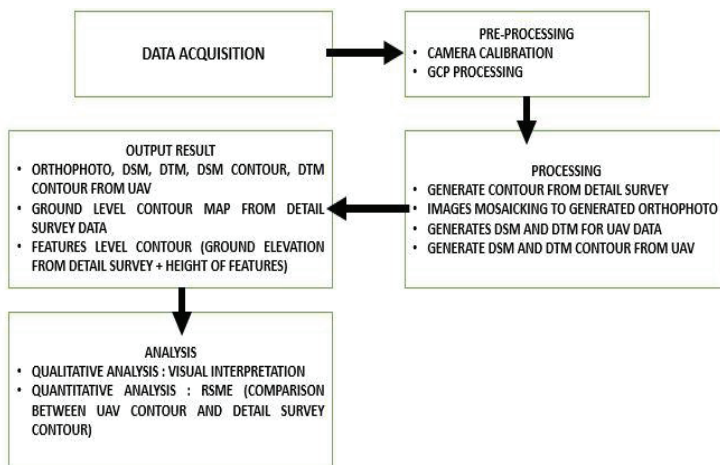 DATA ACQUISITION
PRE-PROCESSING
• CAMERA CALIBRATION
• GCP PROCESSING
PROCESSING
• GENERATE CONTOUR FROM DETAIL SURVEY
• IMAGES MOSAICKING TO GENERATED ORTHOPHOTO
• GENERATES DSM AND DTM FOR UAV DATA
• GENERATE DSM AND DTM CONTOUR FROM UAV
OUTPUT RESULT
• ORTHOPHOTO, DSM, DTM, DSM CONTOUR, DTM
CONTOUR FROM UAV
• GROUND LEVEL CONTOUR MAP FROM DETAIL
SURVEY DATA
• FEATURES LEVEL CONTOUR (GROUND ELEVATION
FROM DETAIL SURVEY + HEIGHT OF FEATURES)
ANALYSIS
• QUALITATIVE ANALYSIS : VISUAL INTERPRETATION
• QUANTITATIVE ANALYSIS : RSME (COMPARISON
BETWEEN UAV CONTOUR AND DETAIL SURVEY
CONTOUR)